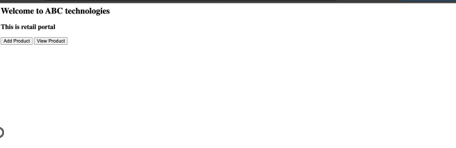 Welcome to ABC technologies
This is retail portal
Add Product View Product